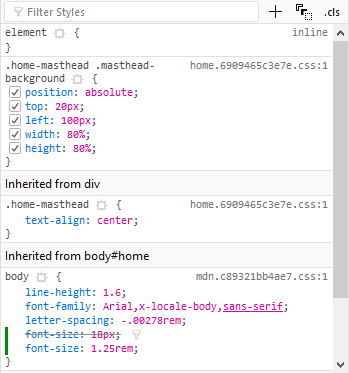 Filter Styles + .cls
element { inline
}
.home-masthead .masthead- home.6909465c3e7e.css:1
background {
position: absolute;
top: 20px;
left: 100px;
width: 80%;
height: 80%;
}
Inherited from div
.home-masthead { home.6909465c3e7e.css:1
text-align: center;
}
Inherited from body#home
body { mdn.c89321bb4ae7.css:1
line-height: 1.6;
font-family: Arial,x-locale-body,sans-serif;
letter-spacing: -.00278rem;
font-size: 18px;
font-size: 1.25rem;
}